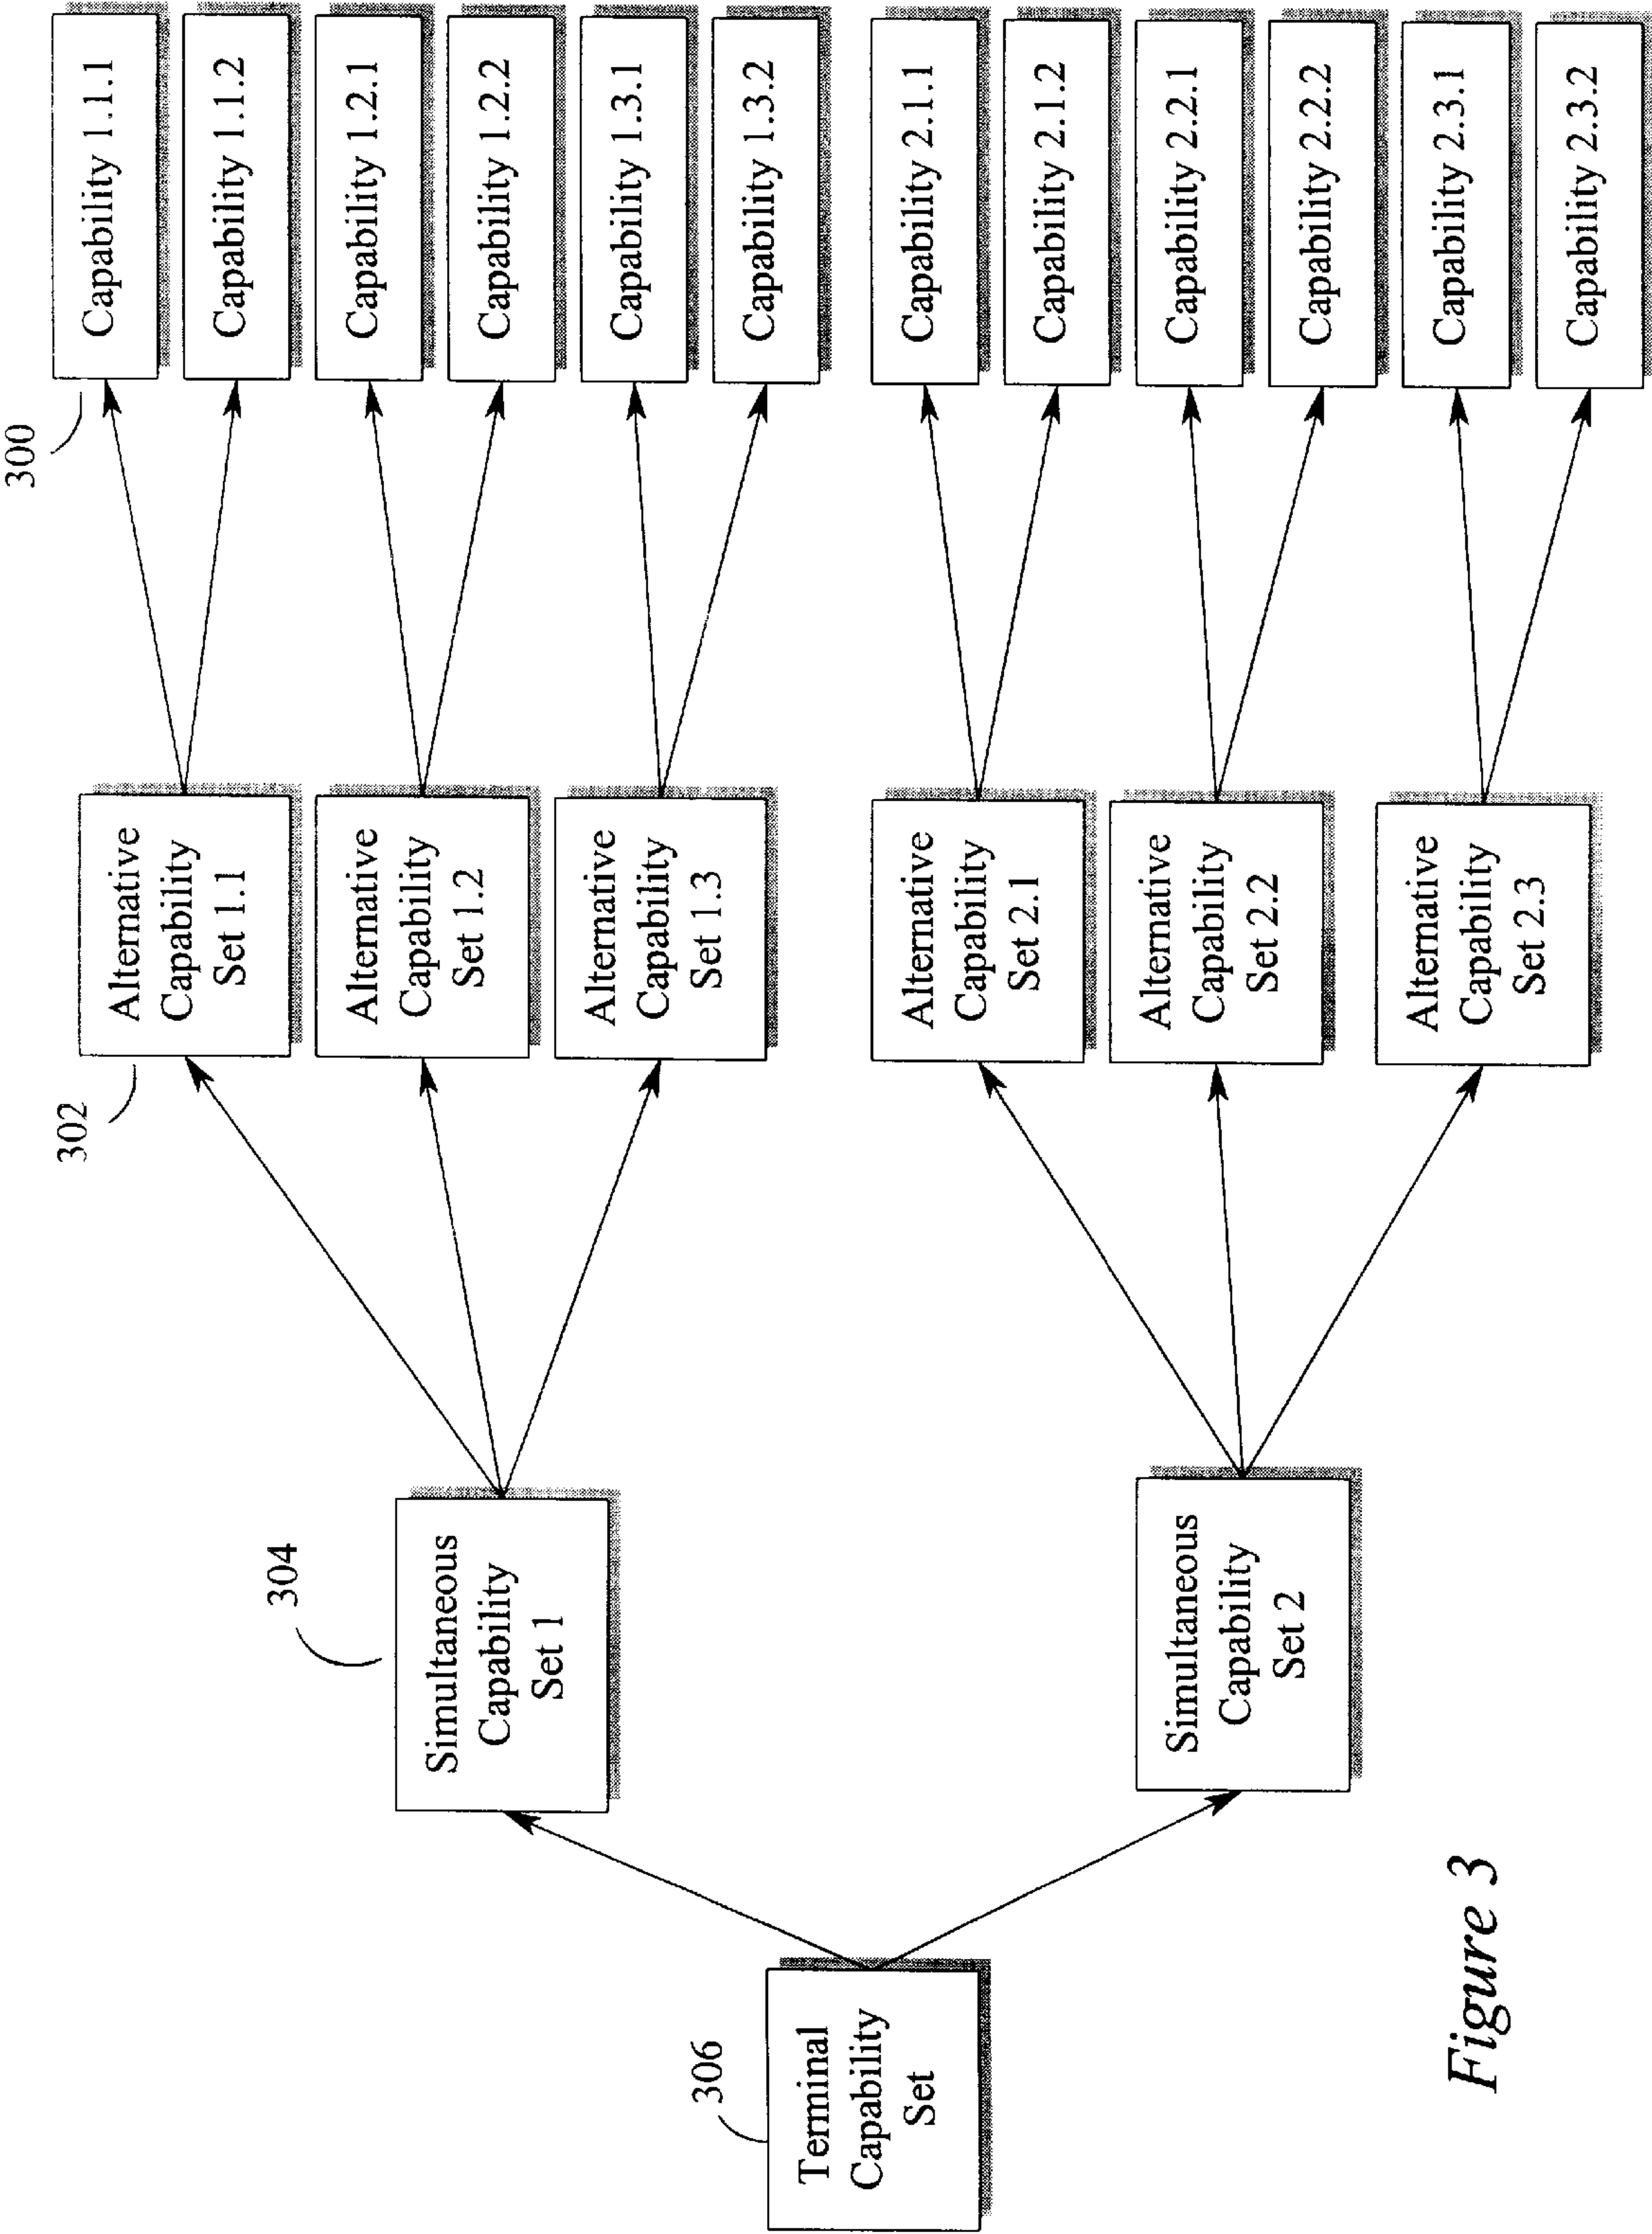 306
Terminal
Capability
Set
304
Simultaneous
Capability
Set 1
Simultaneous
Capability
Set 2
302
Alternative
Capability
Set 1.1
Alternative
Capability
Set 1.2
Alternative
Capability
Set 1.3
Alternative
Capability
Set 2.1
Alternative
Capability
Set 2.2
Alternative
Capability
Set 2.3
300
Capability 1.1.1
Capability 1.1.2
Capability 1.2.1
Capability 1.2.2
Capability 1.3.1
Capability 1.3.2
Capability 2.1.1
Capability 2.1.2
Capability 2.2.1
Capability 2.2.2
Capability 2.3.1
Capability 2.3.2
Figure 3